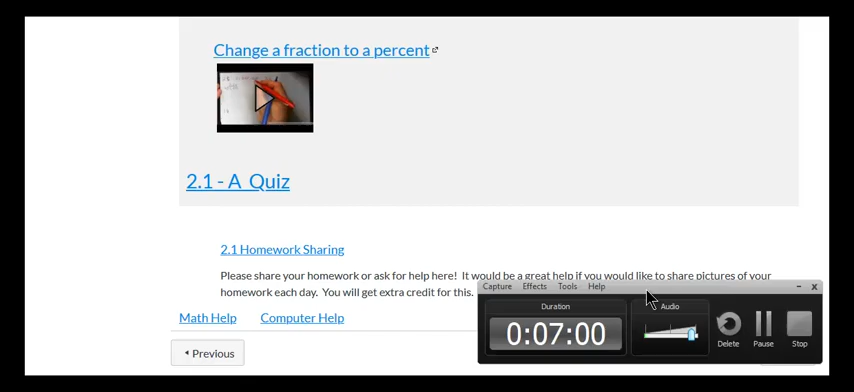 Change a fraction to a percent
2.1 - A  Quiz
2.1 Homework Sharing
Please share your homework or ask for help here!  It would be a great help if you would like to share pictures of your
homework each day.  You will get extra credit for this.
Math Help Computer Help
Previous
Capture Effects Tools Help
Duration Audio
0:07:00
Delete Pause Stop